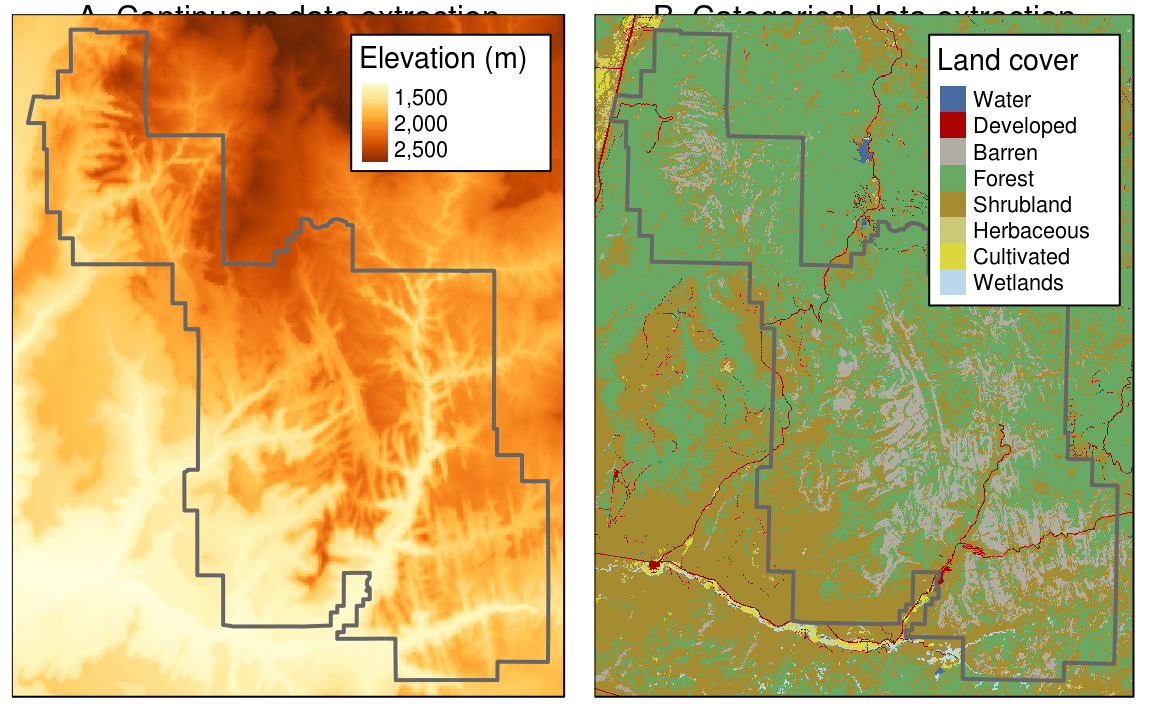 A. Continuous data extraction
B. Categorical data extraction
Elevation (m)
1,500
2,000
2,500
Land cover
Water
Developed
Barren
Forest
Shrubland
Herbaceous
Cultivated
Wetlands